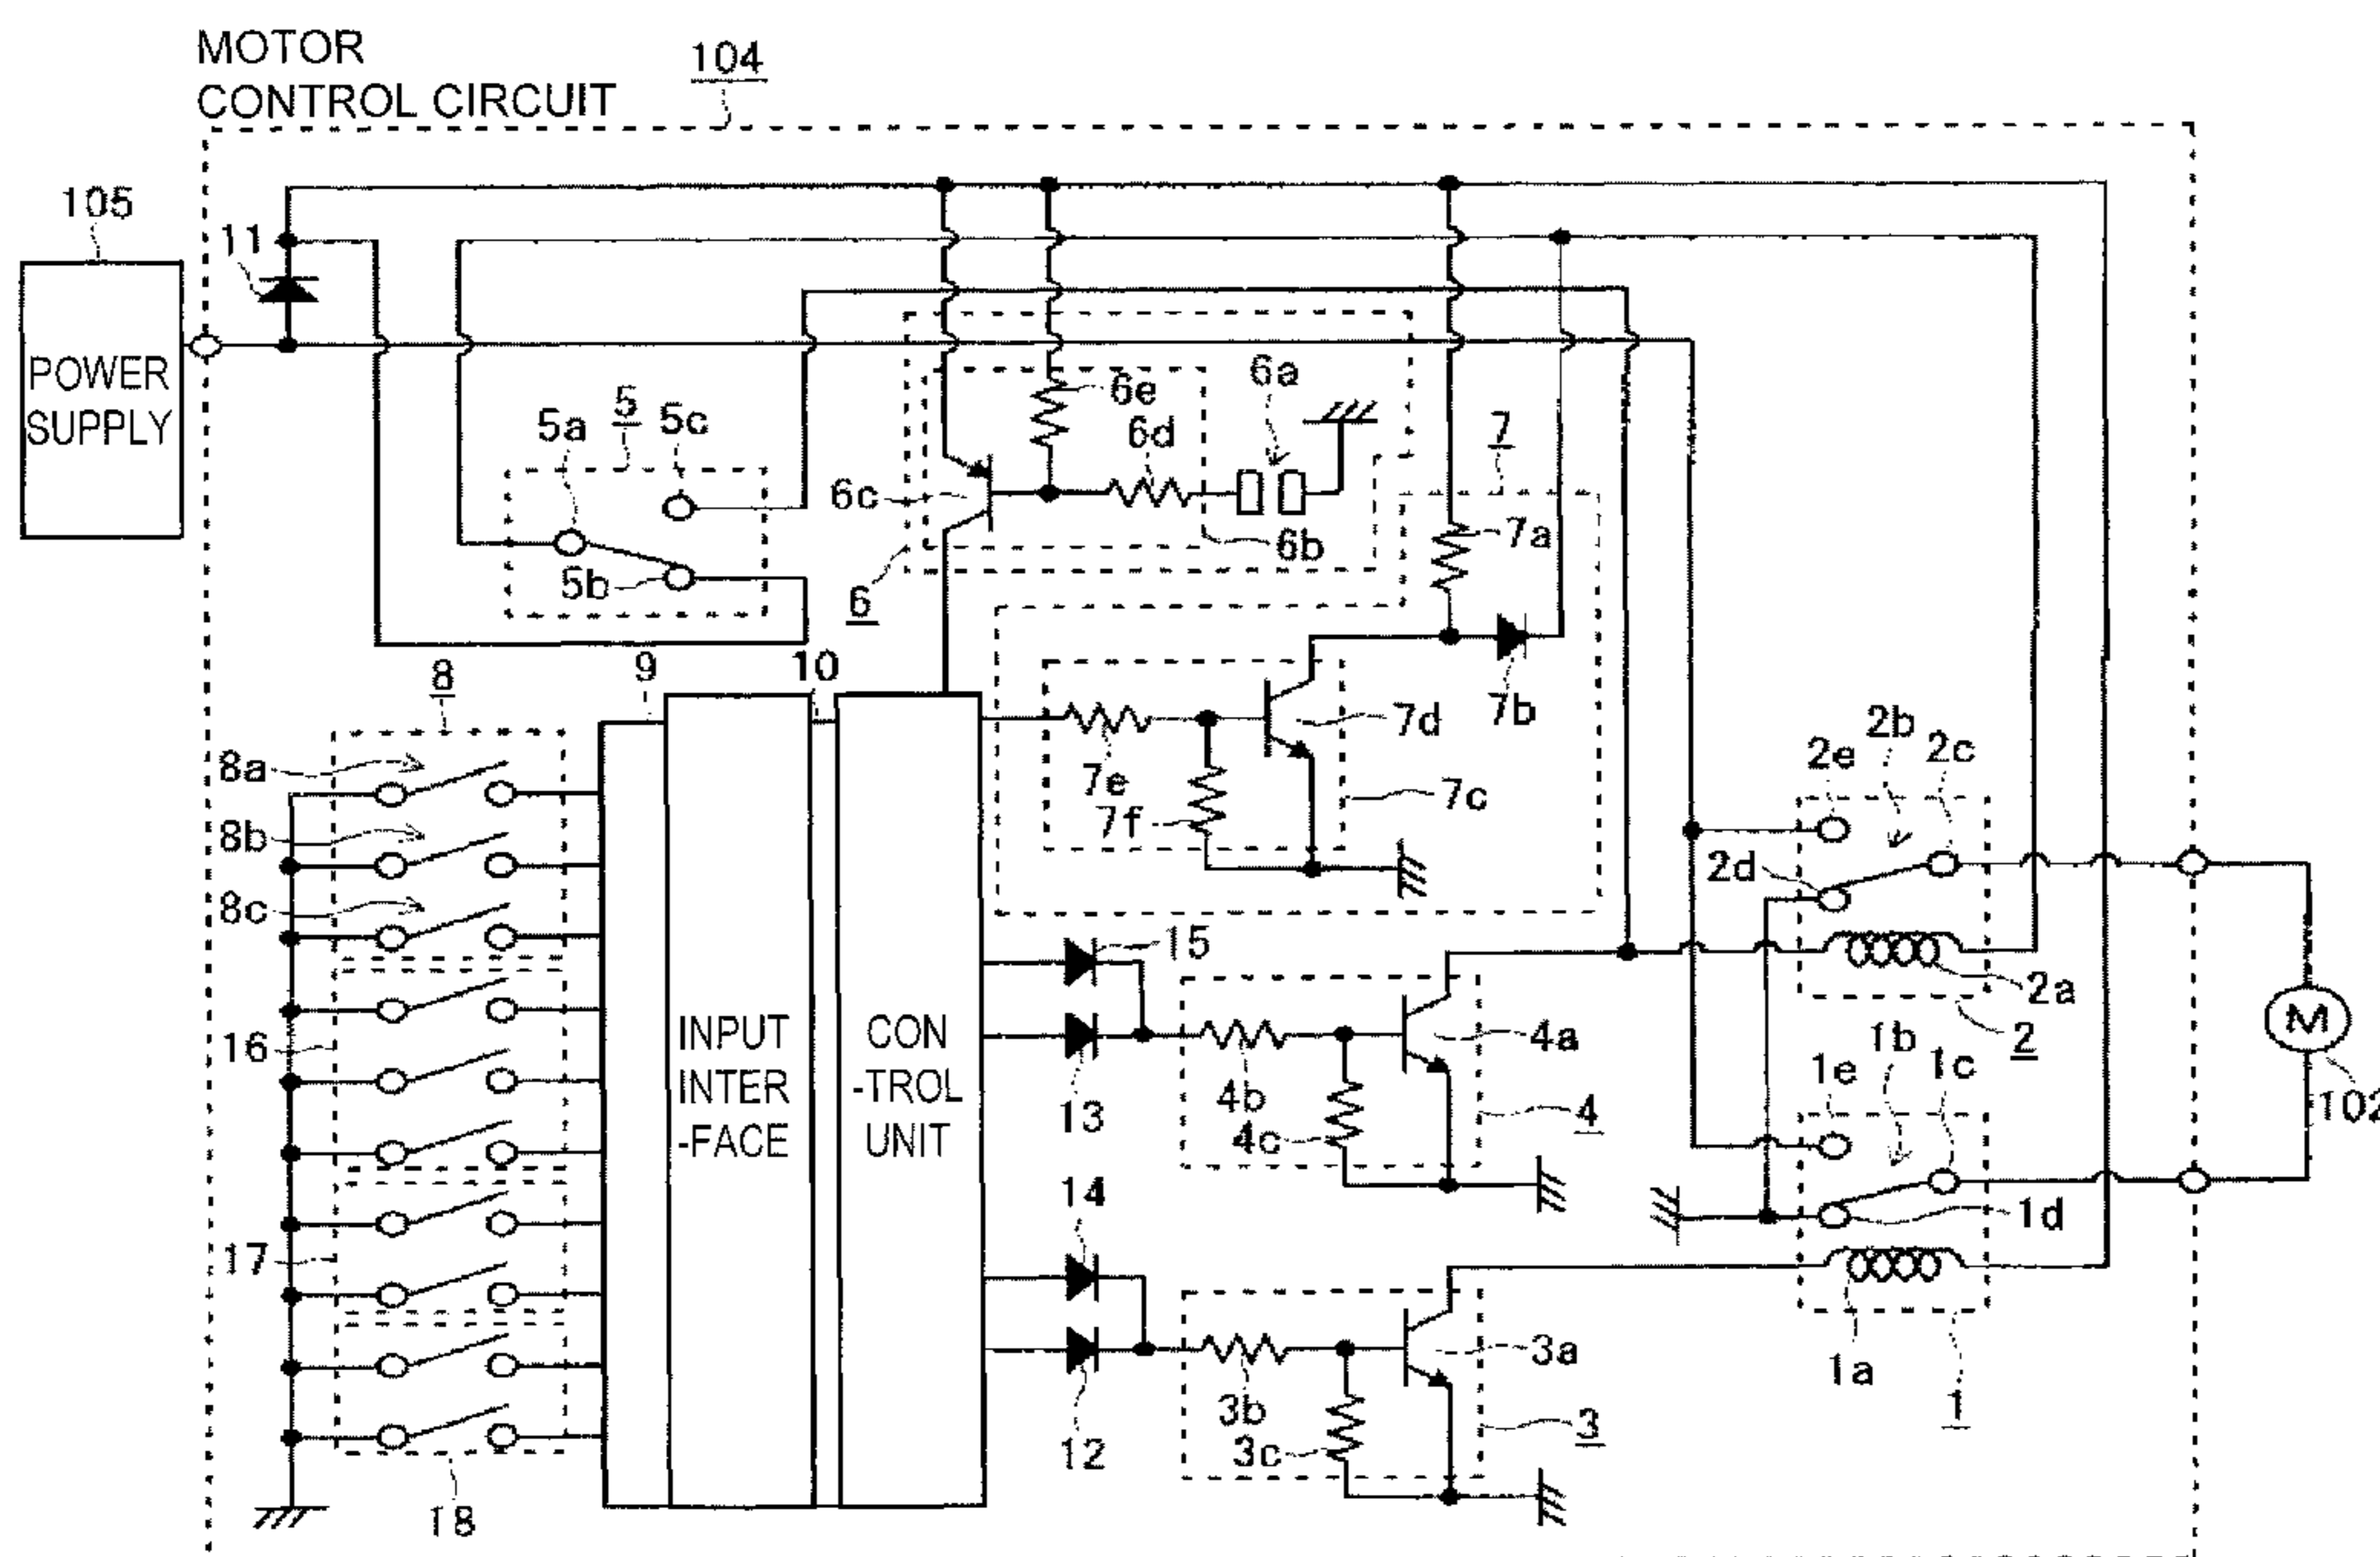 MOTOR
CONTROL CIRCUIT
104
105
11
POWER
SUPPLY
5a
5
5c
5b
6e
6a
6d
6c
6b
6
7
7a
7b
7d
7e
7f
7c
8
9
10
8a
8b
8c
16
17
18
INPUT
INTER
-FACE
CON
-TROL
UNIT
15
13
4a
4b
4c
4
14
12
3a
3b
3c
3
2e
2b
2c
2d
2a
2
1e
1b
1c
1d
1a
1
M
102